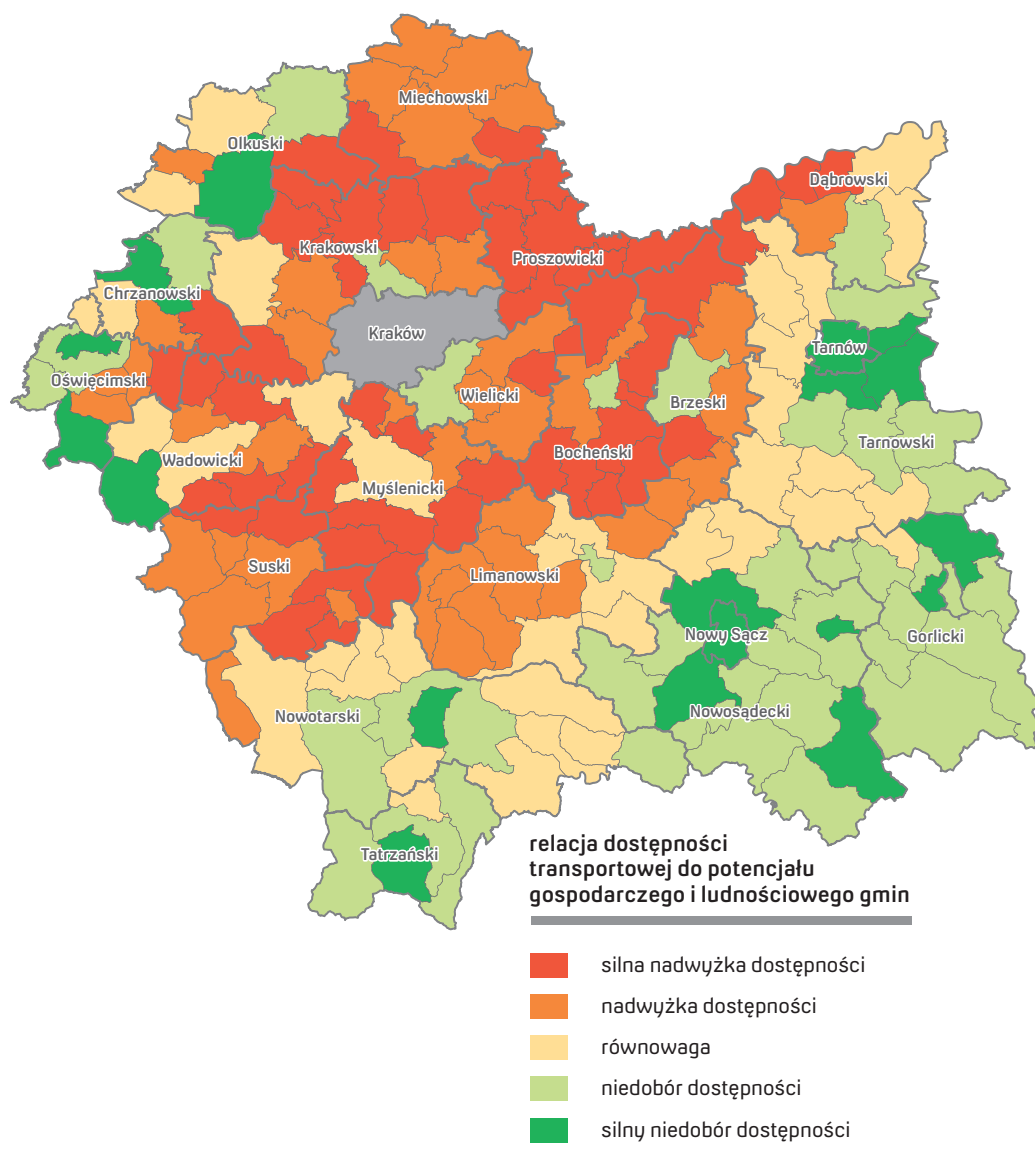 Miechowski
Olkuski
Dąbrowski
Krakowski
Proszowicki
Chrzanowski
Kraków
Tarnów
Oświęcimski
Wielicki
Brzeski
Tarnowski
Wadowicki
Bocheński
Myślenicki
Suski
Limanowski
Nowy Sącz
Gorlicki
Nowotarski
Nowosądecki
Tatrzański
relacja dostępności
transportowej do potencjału
gospodarczego i ludnościowego gmin
silna nadwyżka dostępności
nadwyżka dostępności
równowaga
niedobór dostępności
silny niedobór dostępności